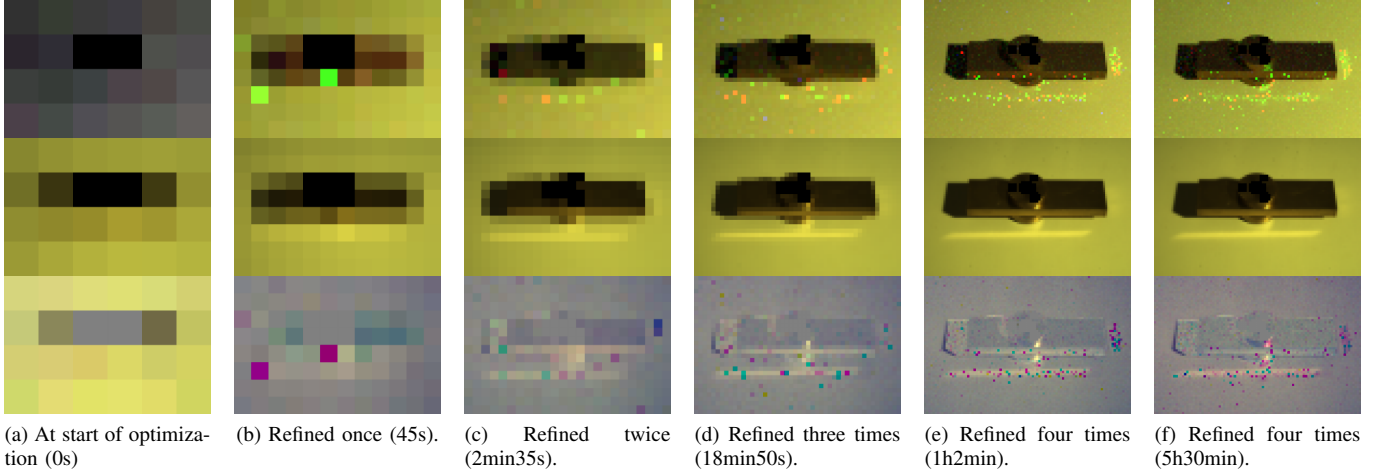 (a) At start of optimiza-
tion (0s)
(b) Refined once (45s).
(c) Refined twice
(2min35s).
(d) Refined three times
(18min50s).
(e) Refined four times
(1h2min).
(f) Refined four times
(5h30min).